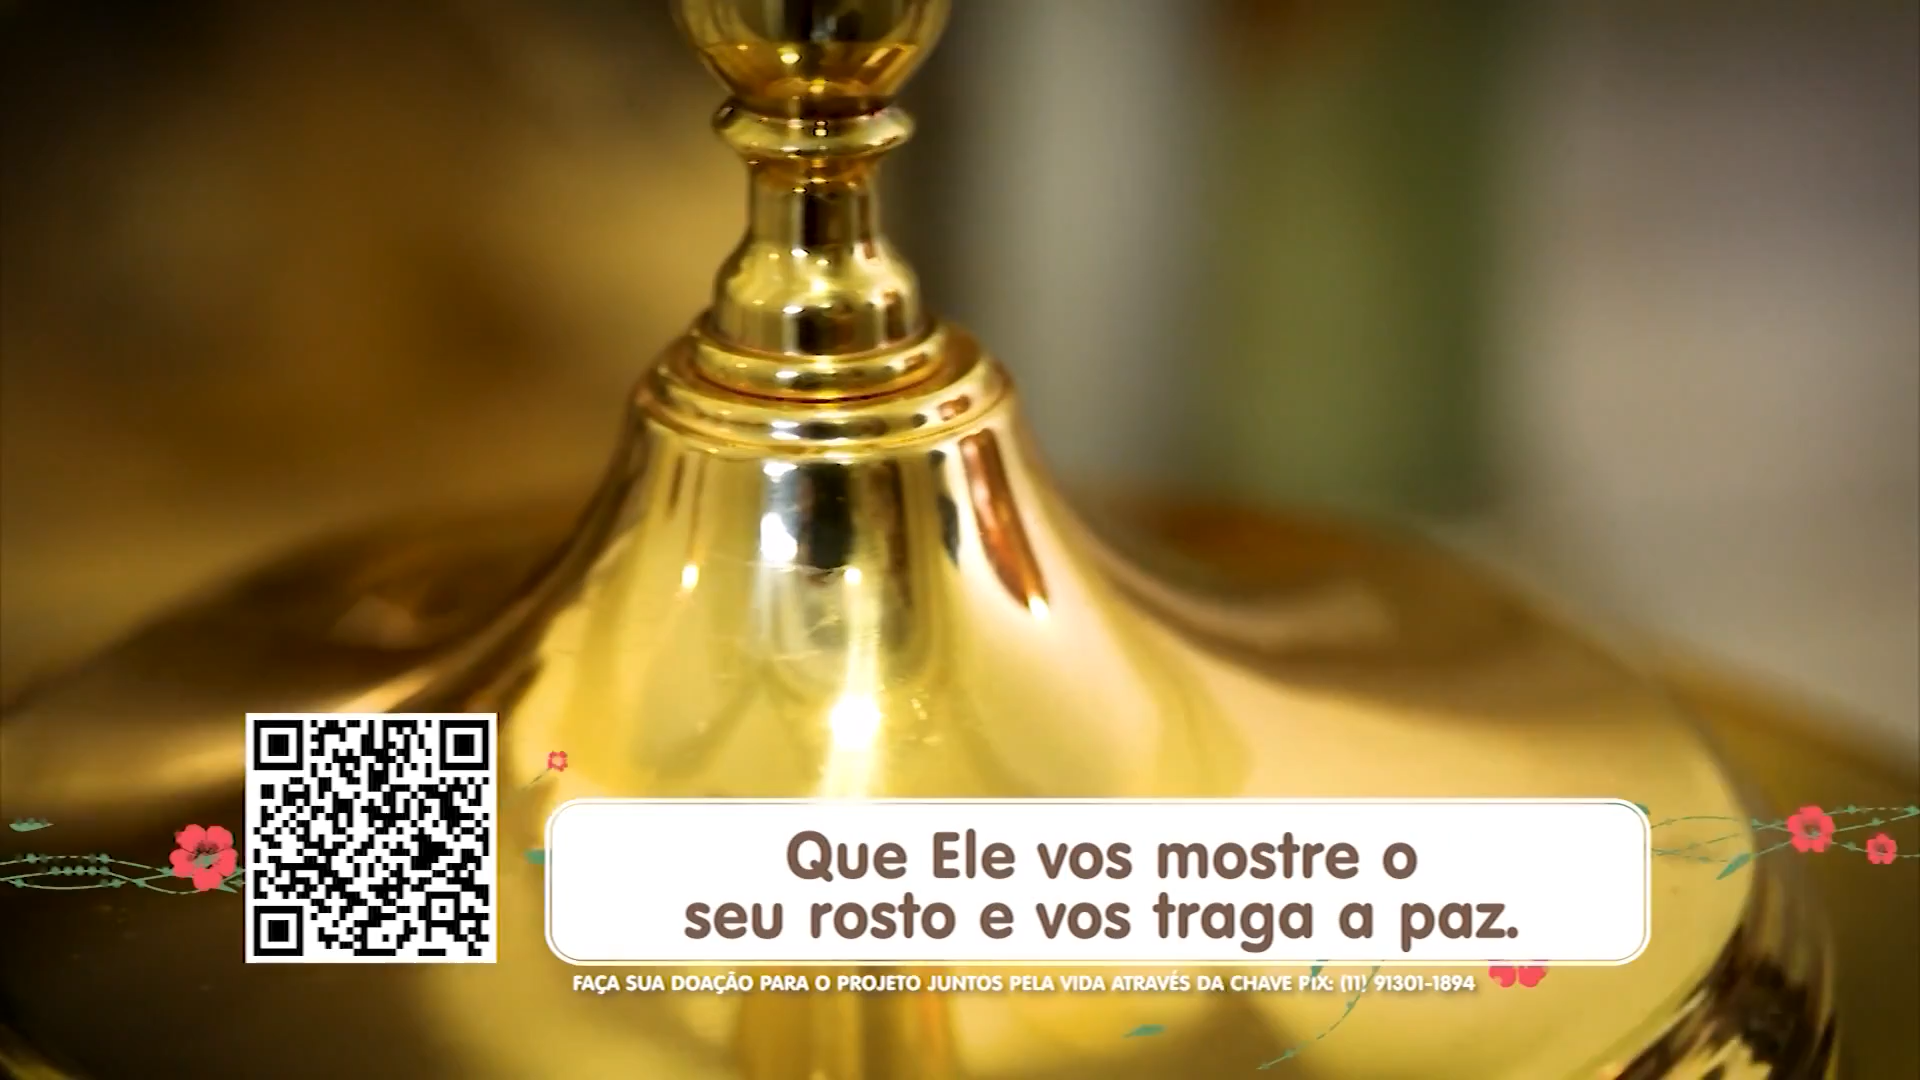 Que Ele vos mostre o
seu rosto e vos traga a paz.
FAÇA SUA DOAÇÃO PARA O PROJETO JUNTOS PELA VIDA ATRAVÉS DA CHAVE PIX: (11) 91301-1894